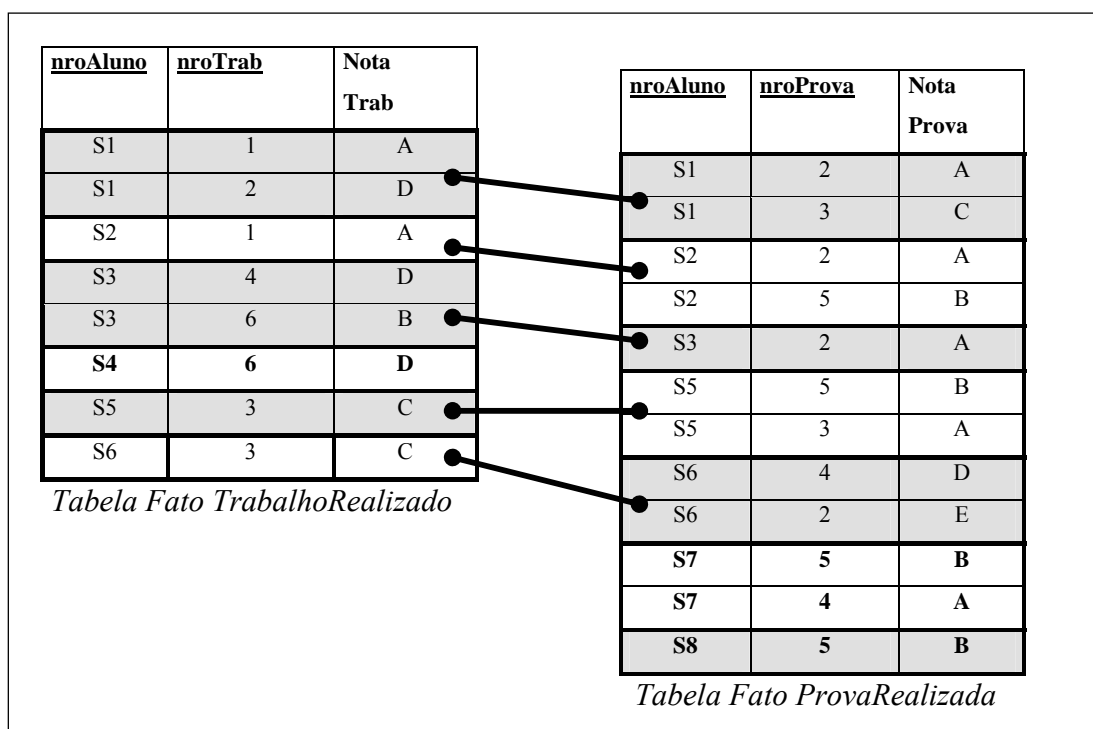 nroAluno nroTrab Nota
Trab
S1 1 A
S1 2 D
S2 1 A
S3 4 D
S3 6 B
S4 6 D
S5 3 C
S6 3 C
Tabela Fato TrabalhoRealizado
nroAluno nroProva Nota
Prova
S1 2 A
S1 3 C
S2 2 A
S2 5 B
S3 2 A
S5 5 B
S5 3 A
S6 4 D
S6 2 E
S7 5 B
S7 4 A
S8 5 B
Tabela Fato ProvaRealizada